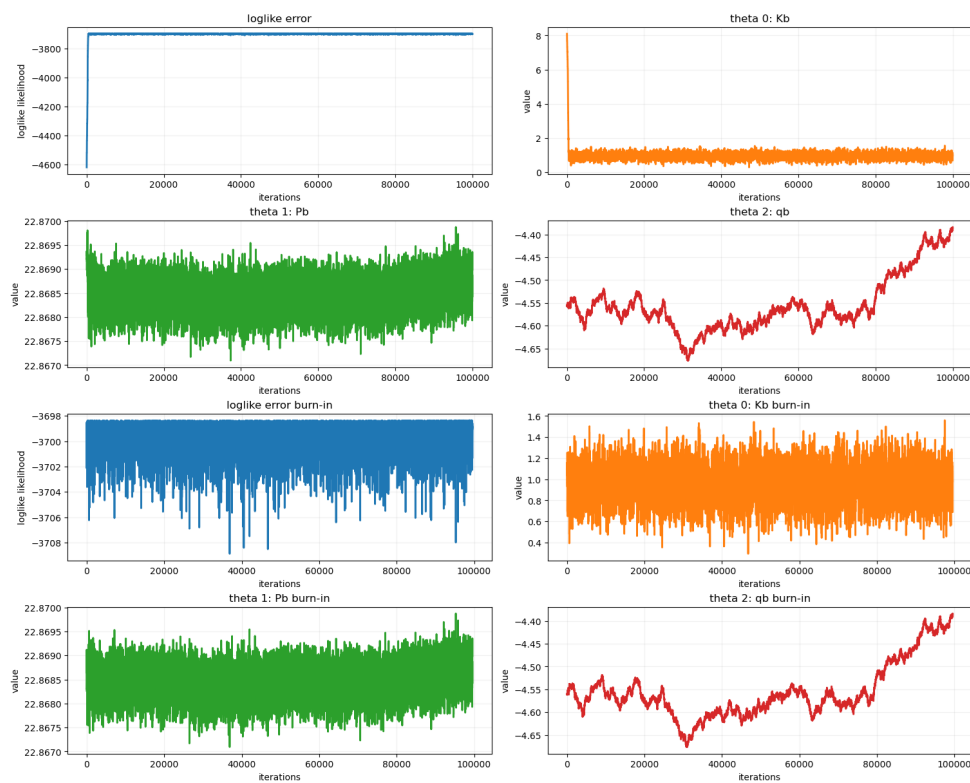 loglike error
loglike likelihood
−3800
−4000
−4200
−4400
−4600
0 20000 40000 60000 80000 100000
iterations
theta 0: Kb
value
8
6
4
2
0
0 20000 40000 60000 80000 100000
iterations
theta 1: Pb
value
22.8700
22.8695
22.8690
22.8685
22.8680
22.8675
22.8670
0 20000 40000 60000 80000 100000
iterations
theta 2: qb
value
−4.40
−4.45
−4.50
−4.55
−4.60
−4.65
0 20000 40000 60000 80000 100000
iterations
loglike error burn-in
loglike likelihood
−3698
−3700
−3702
−3704
−3706
−3708
0 20000 40000 60000 80000 100000
iterations
theta 0: Kb burn-in
value
1.6
1.4
1.2
1.0
0.8
0.6
0.4
0 20000 40000 60000 80000 100000
iterations
theta 1: Pb burn-in
value
22.8700
22.8695
22.8690
22.8685
22.8680
22.8675
22.8670
0 20000 40000 60000 80000 100000
iterations
theta 2: qb burn-in
value
−4.40
−4.45
−4.50
−4.55
−4.60
−4.65
0 20000 40000 60000 80000 100000
iterations